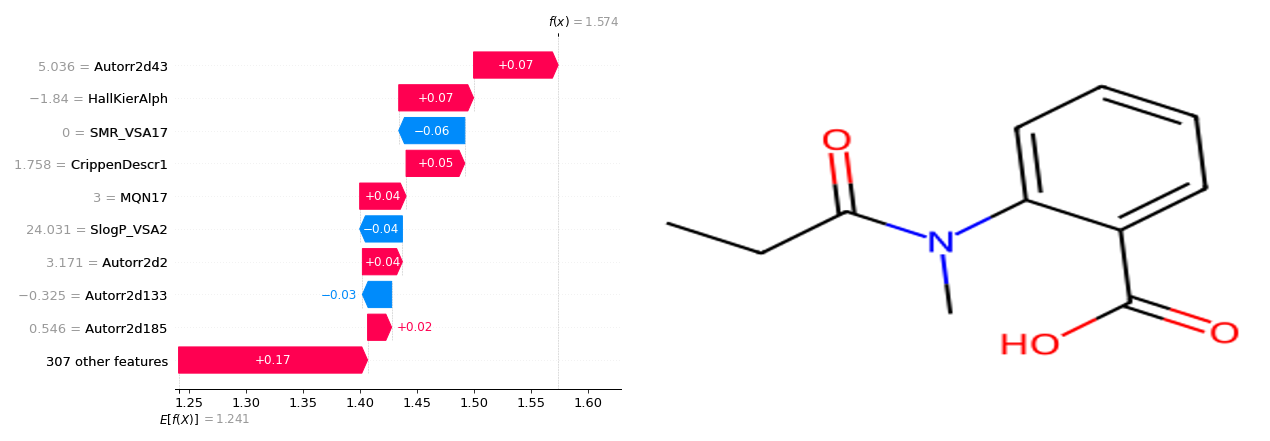 f(x) = 1.574
5.036 = Autorr2d43 +0.07
−1.84 = HallKierAlph +0.07
0 = SMR_VSA17 −0.06
1.758 = CrippenDescr1 +0.05
3 = MQN17 +0.04
24.031 = SlogP_VSA2 −0.04
3.171 = Autorr2d2 +0.04
−0.325 = Autorr2d133 −0.03
0.546 = Autorr2d185 +0.02
307 other features +0.17
1.25 1.30 1.35 1.40 1.45 1.50 1.55 1.60
E[f(X)] = 1.241
O
N
HO
O